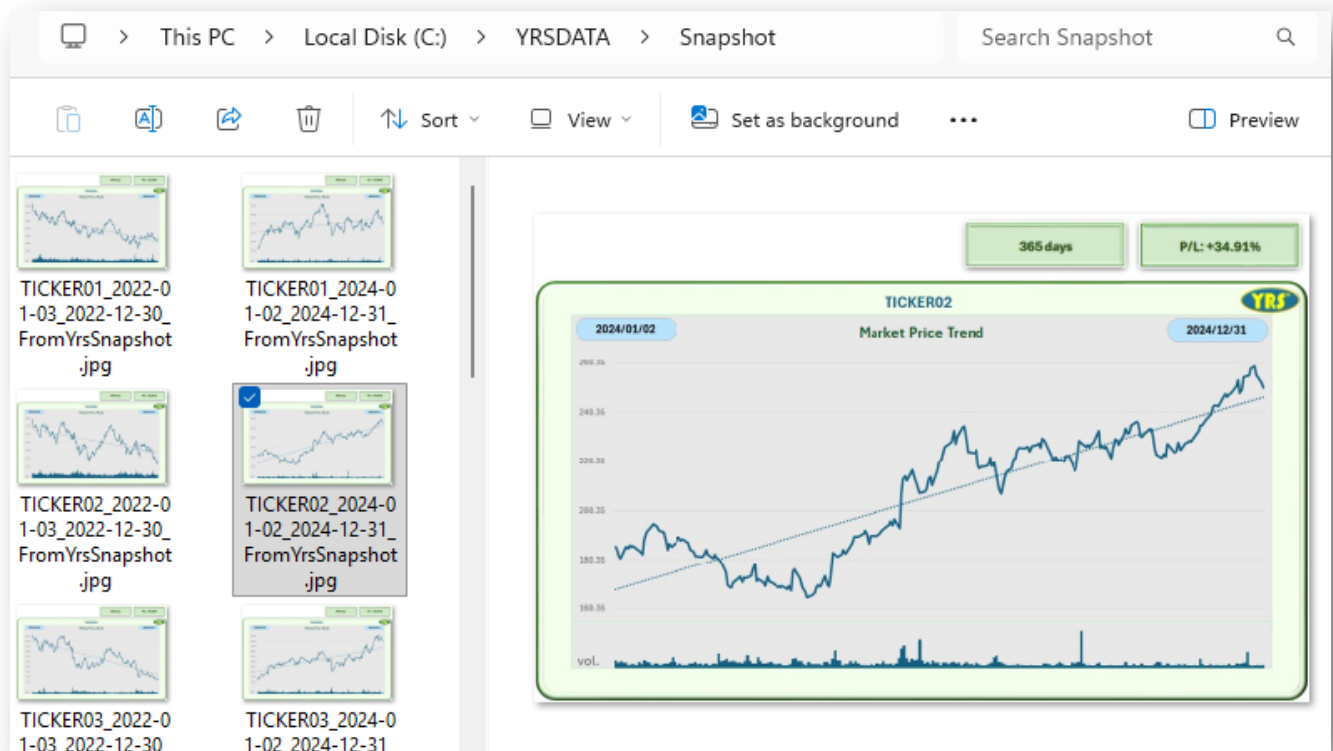 This PC > Local Disk (C:) > YRSDATA > Snapshot
Search Snapshot
Sort
View
Set as background
Preview
TICKER01_2022-0
1-03_2022-12-30_
FromYrsSnapshot
.jpg
TICKER01_2024-0
1-02_2024-12-31_
FromYrsSnapshot
.jpg
TICKER02_2022-0
1-03_2022-12-30_
FromYrsSnapshot
.jpg
TICKER02_2024-0
1-02_2024-12-31_
FromYrsSnapshot
.jpg
TICKER03_2022-0
1-03_2022-12-30
TICKER03_2024-0
1-02_2024-12-31
365 days
P/L: +34.91%
TICKER02
YRS
2024/01/02
Market Price Trend
2024/12/31
260.35
240.35
220.35
200.35
180.35
160.35
vol.